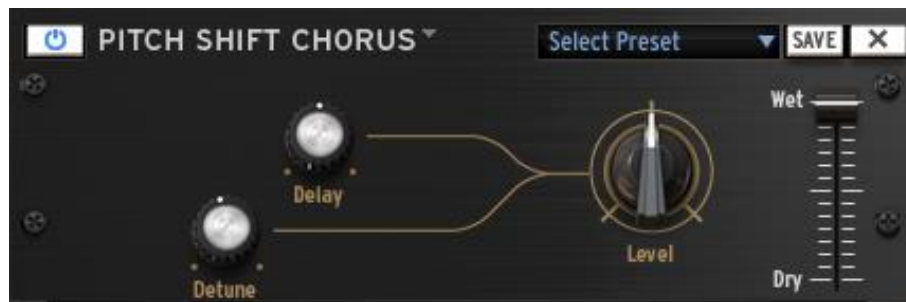 PITCH SHIFT CHORUS
Select Preset
SAVE
Wet
Delay
Level
Detune
Dry